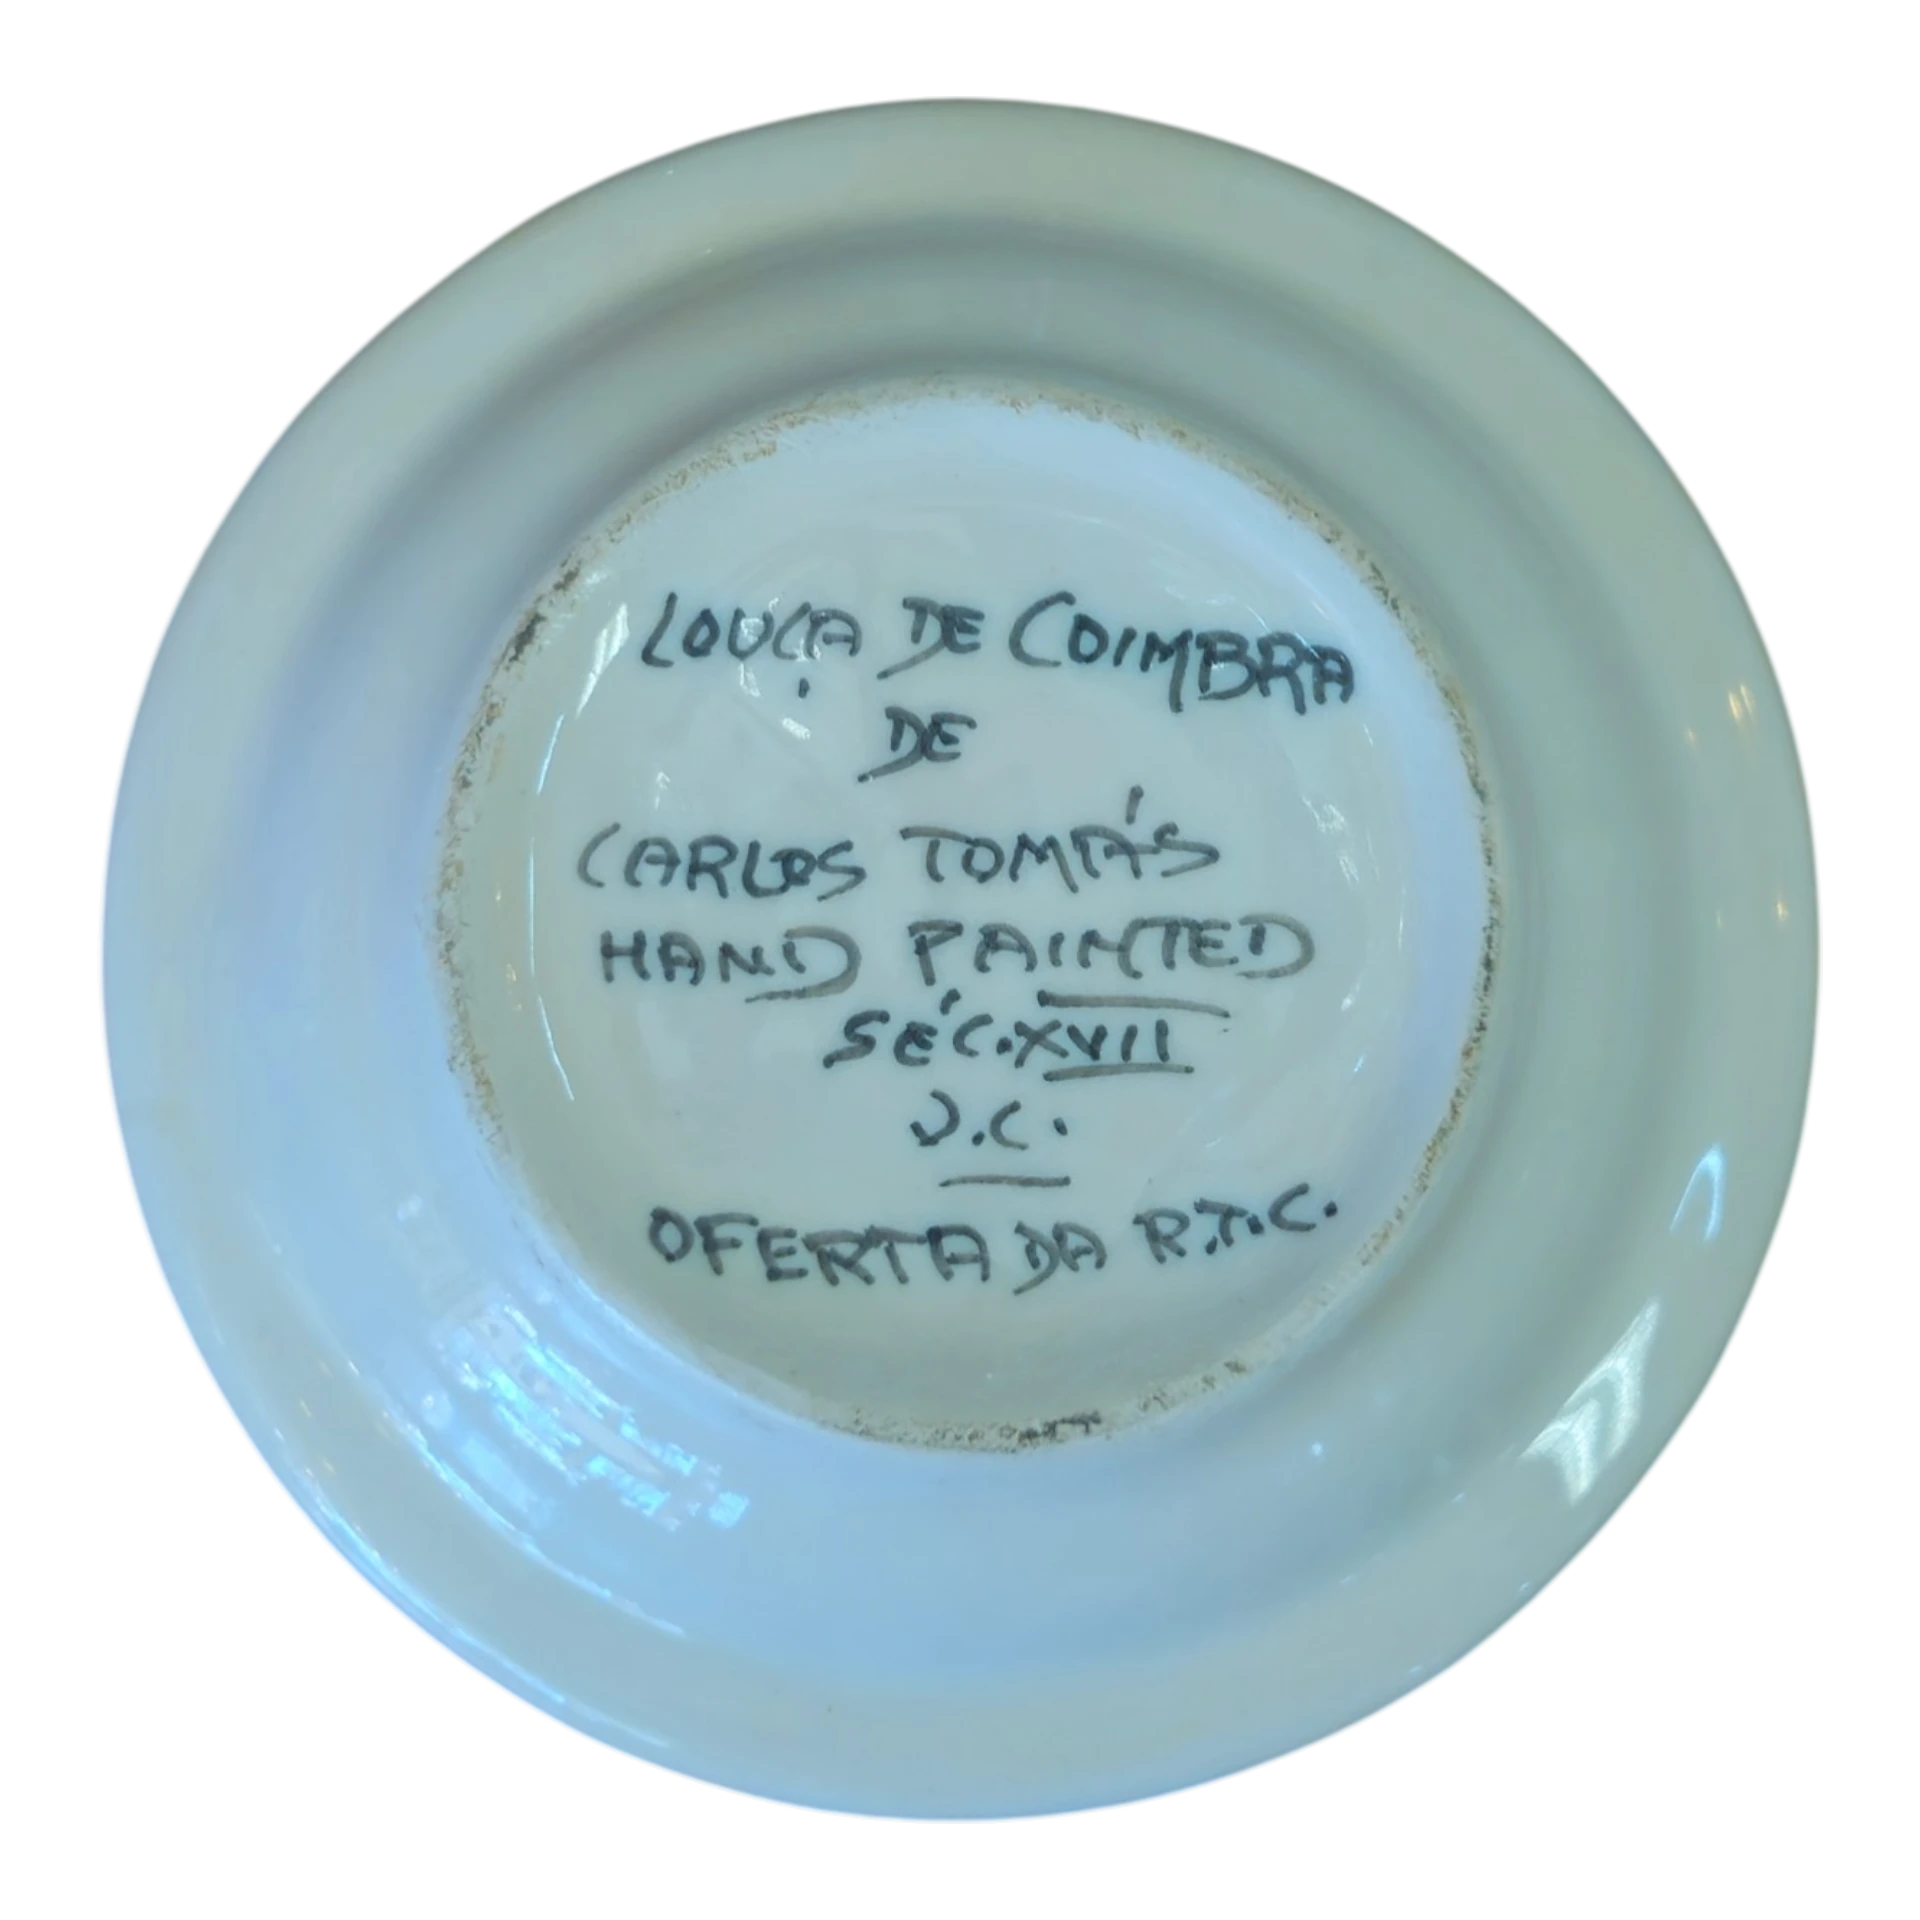 LOUÇA DE COIMBRA
DE
CARLOS TOMÁS
HAND PAINTED
SÉC.XVII
J.C.
OFERTA DA R.T.C.